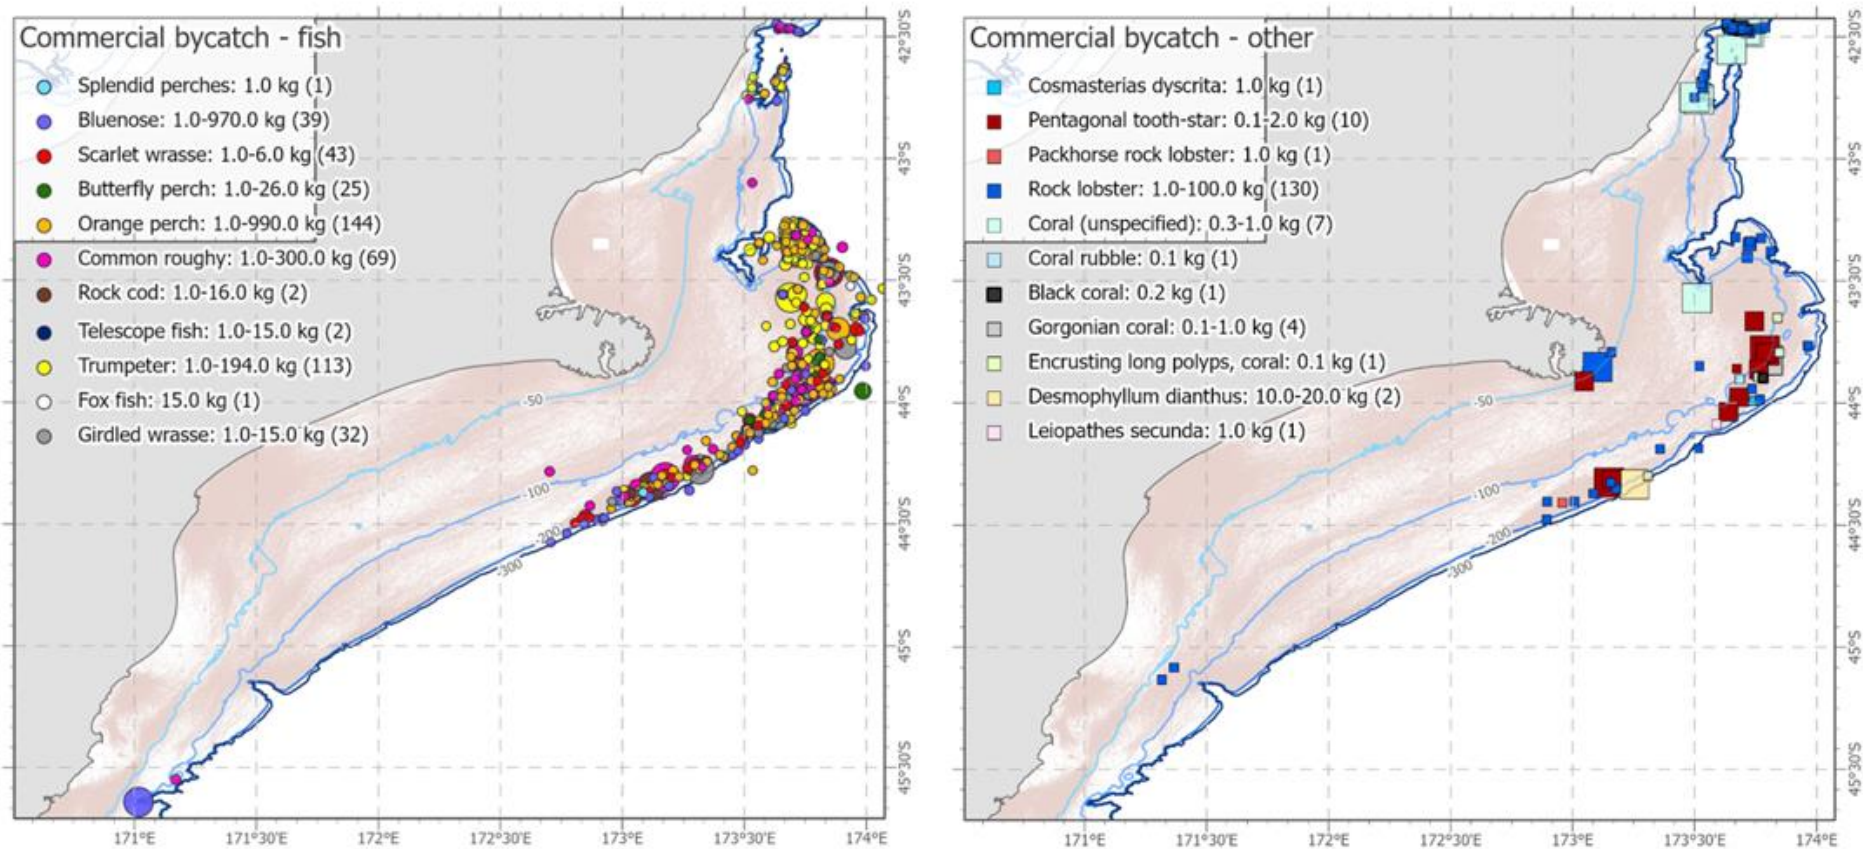 Commercial bycatch - fish
Splendid perches: 1.0 kg (1)
Bluenose: 1.0-970.0 kg (39)
Scarlet wrasse: 1.0-6.0 kg (43)
Butterfly perch: 1.0-26.0 kg (25)
Orange perch: 1.0-990.0 kg (144)
Common roughy: 1.0-300.0 kg (69)
Rock cod: 1.0-16.0 kg (2)
Telescope fish: 1.0-15.0 kg (2)
Trumpeter: 1.0-194.0 kg (113)
Fox fish: 15.0 kg (1)
Girdled wrasse: 1.0-15.0 kg (32)
-50
-100
-200
-300
42°30'S
43°S
43°30'S
44°S
44°30'S
45°S
45°30'S
171°E
171°30'E
172°E
172°30'E
173°E
173°30'E
174°E
Commercial bycatch - other
Cosmasterias dyscrita: 1.0 kg (1)
Pentagonal tooth-star: 0.1-2.0 kg (10)
Packhorse rock lobster: 1.0 kg (1)
Rock lobster: 1.0-100.0 kg (130)
Coral (unspecified): 0.3-1.0 kg (7)
Coral rubble: 0.1 kg (1)
Black coral: 0.2 kg (1)
Gorgonian coral: 0.1-1.0 kg (4)
Encrusting long polyps, coral: 0.1 kg (1)
Desmophyllum dianthus: 10.0-20.0 kg (2)
Leiopathes secunda: 1.0 kg (1)
-50
-100
-200
-300
42°30'S
43°S
43°30'S
44°S
44°30'S
45°S
45°30'S
171°E
171°30'E
172°E
172°30'E
173°E
173°30'E
174°E